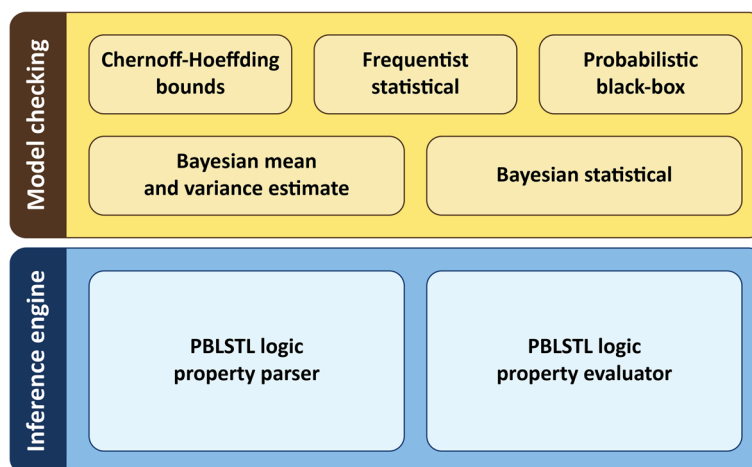 Model checking
Chernoff-Hoeffding
bounds
Frequentist
statistical
Probabilistic
black-box
Bayesian mean
and variance estimate
Bayesian statistical
Inference engine
PBLSTL logic
property parser
PBLSTL logic
property evaluator